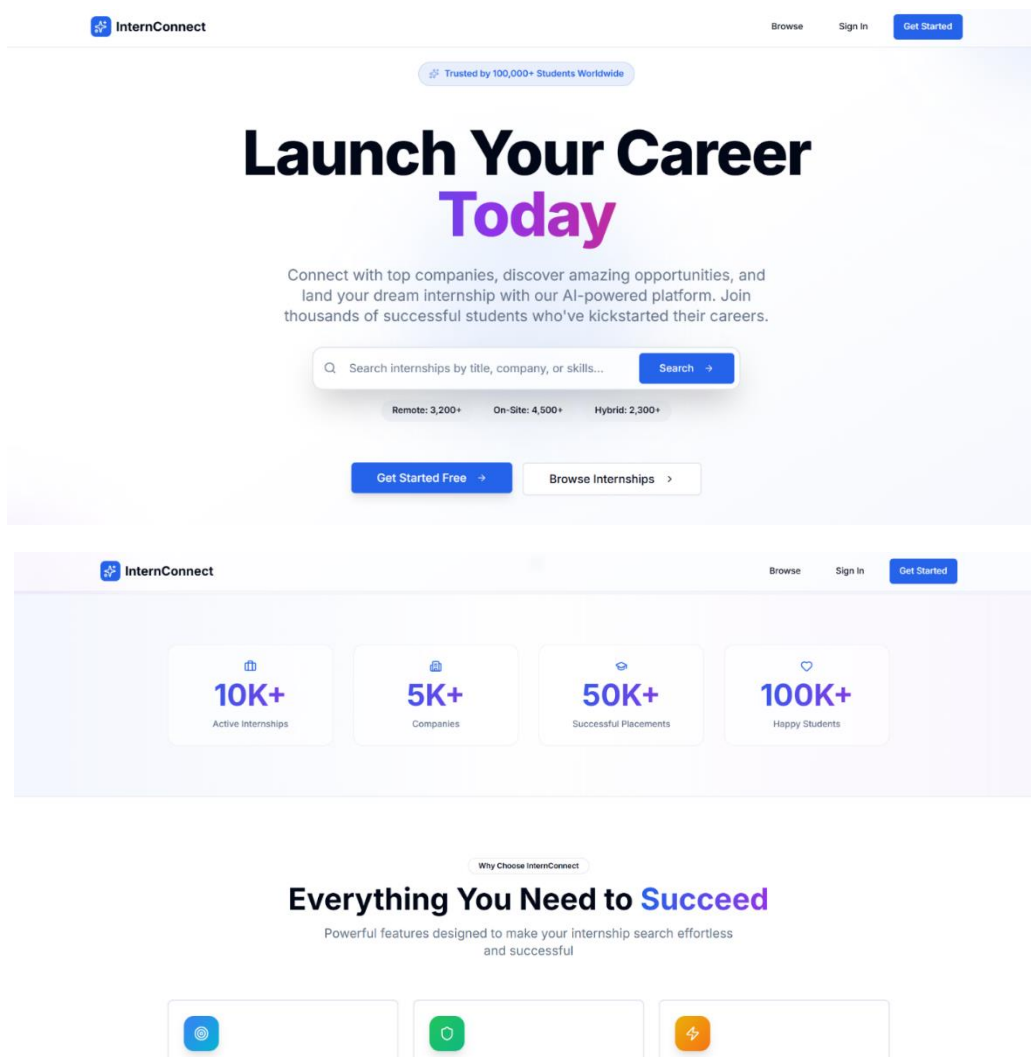 InternConnect
Browse
Sign In
Get Started
Trusted by 100,000+ Students Worldwide
Launch Your Career
Today
Connect with top companies, discover amazing opportunities, and
land your dream internship with our AI-powered platform. Join
thousands of successful students who've kickstarted their careers.
Search internships by title, company, or skills...
Search
Remote: 3,200+
On-Site: 4,500+
Hybrid: 2,300+
Get Started Free
Browse Internships
InternConnect
Browse
Sign In
Get Started
10K+
Active Internships
5K+
Companies
50K+
Successful Placements
100K+
Happy Students
Why Choose InternConnect
Everything You Need to Succeed
Powerful features designed to make your internship search effortless
and successful